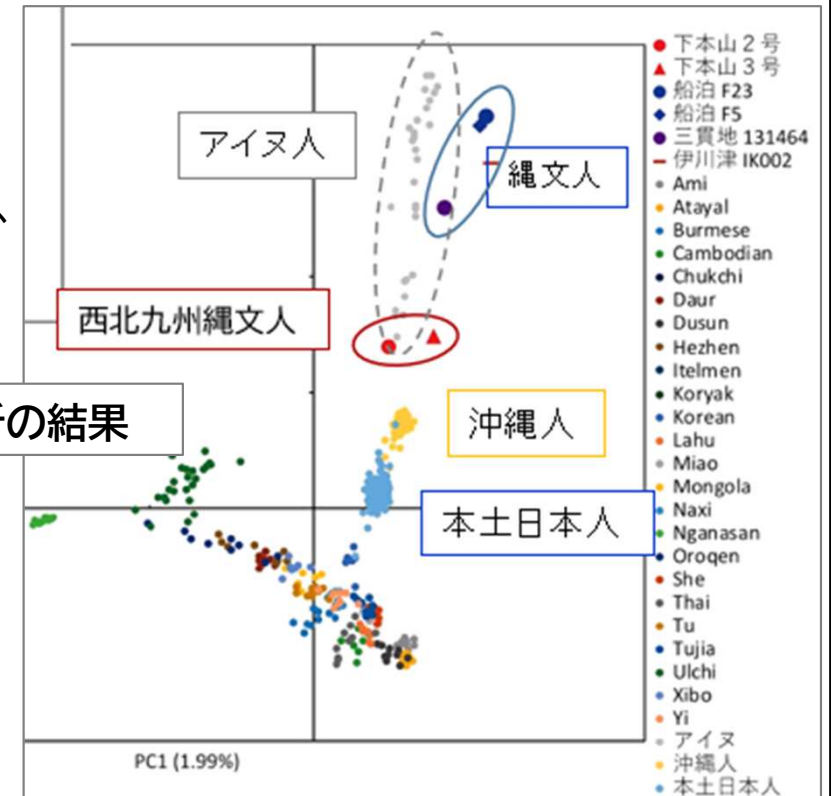 アイヌ人
縄文人
西北九州縄文人
の結果
沖縄人
本土日本人
PC1 (1.99%)
下本山2号
下本山3号
船泊 F23
船泊 F5
三貫地 131464
伊川津 IK002
Ami
Atayal
Burmese
Cambodian
Chukchi
Daur
Dusun
Hezhen
Itelmen
Koryak
Korean
Lahu
Miao
Mongola
Naxi
Nganasan
Oroqen
She
Thai
Tu
Tujia
Ulchi
Xibo
Yi
アイヌ
沖縄人
本土日本人